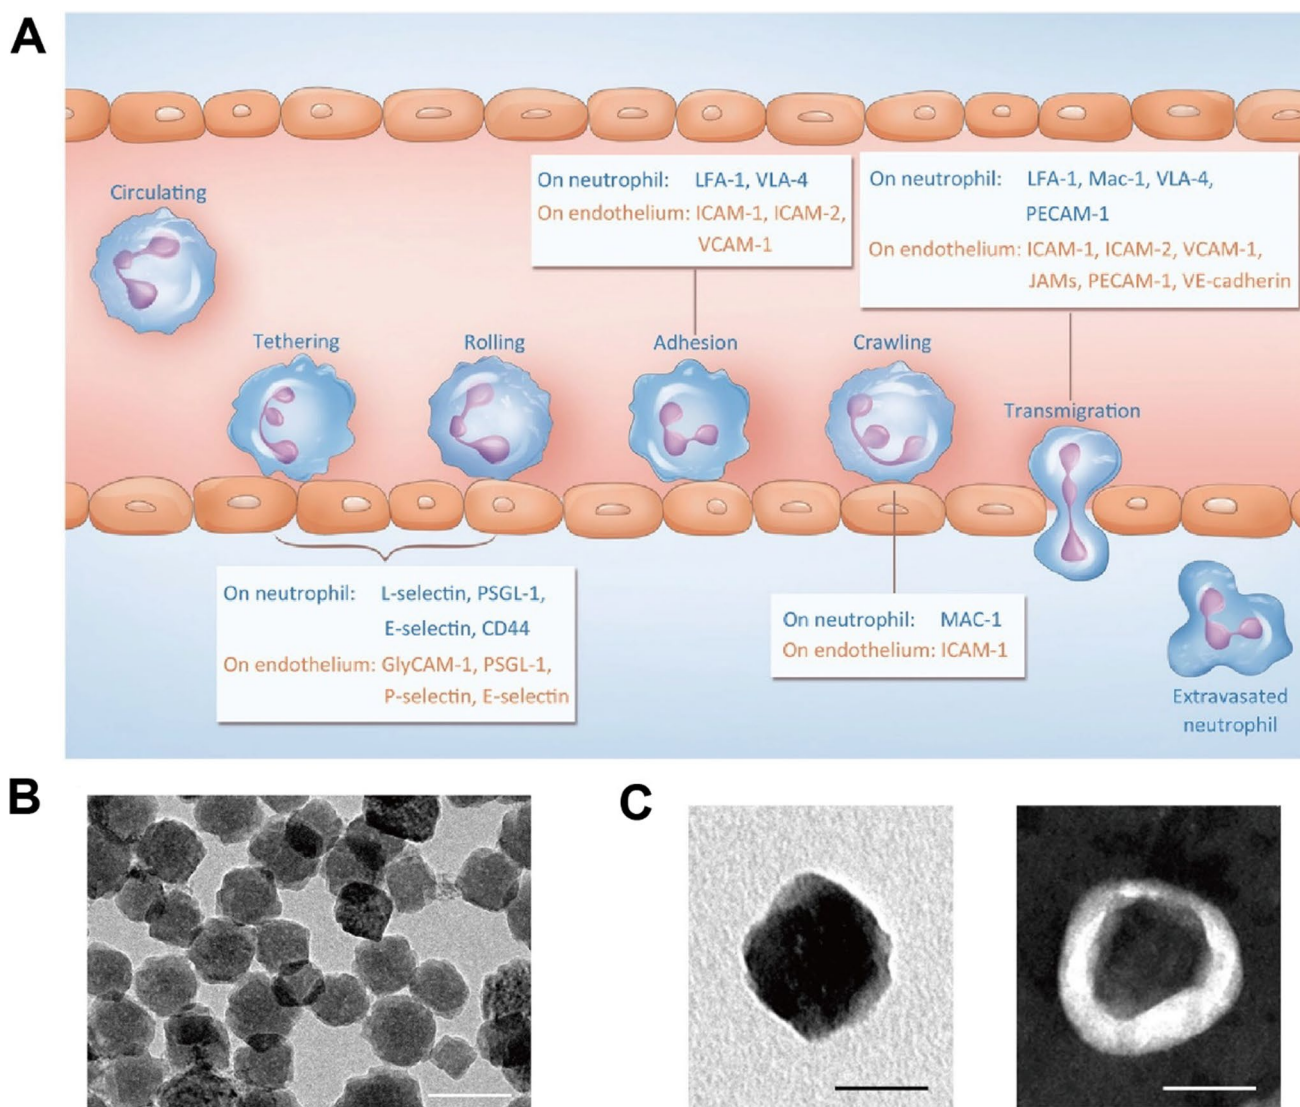 A
Circulating
On neutrophil: LFA-1, VLA-4
On endothelium: ICAM-1, ICAM-2,
VCAM-1
On neutrophil: LFA-1, Mac-1, VLA-4,
PECAM-1
On endothelium: ICAM-1, ICAM-2, VCAM-1,
JAMs, PECAM-1, VE-cadherin
Tethering
Rolling
Adhesion
Crawling
Transmigration
On neutrophil: L-selectin, PSGL-1,
E-selectin, CD44
On endothelium: GlyCAM-1, PSGL-1,
P-selectin, E-selectin
On neutrophil: MAC-1
On endothelium: ICAM-1
Extravasated
neutrophil
B
C